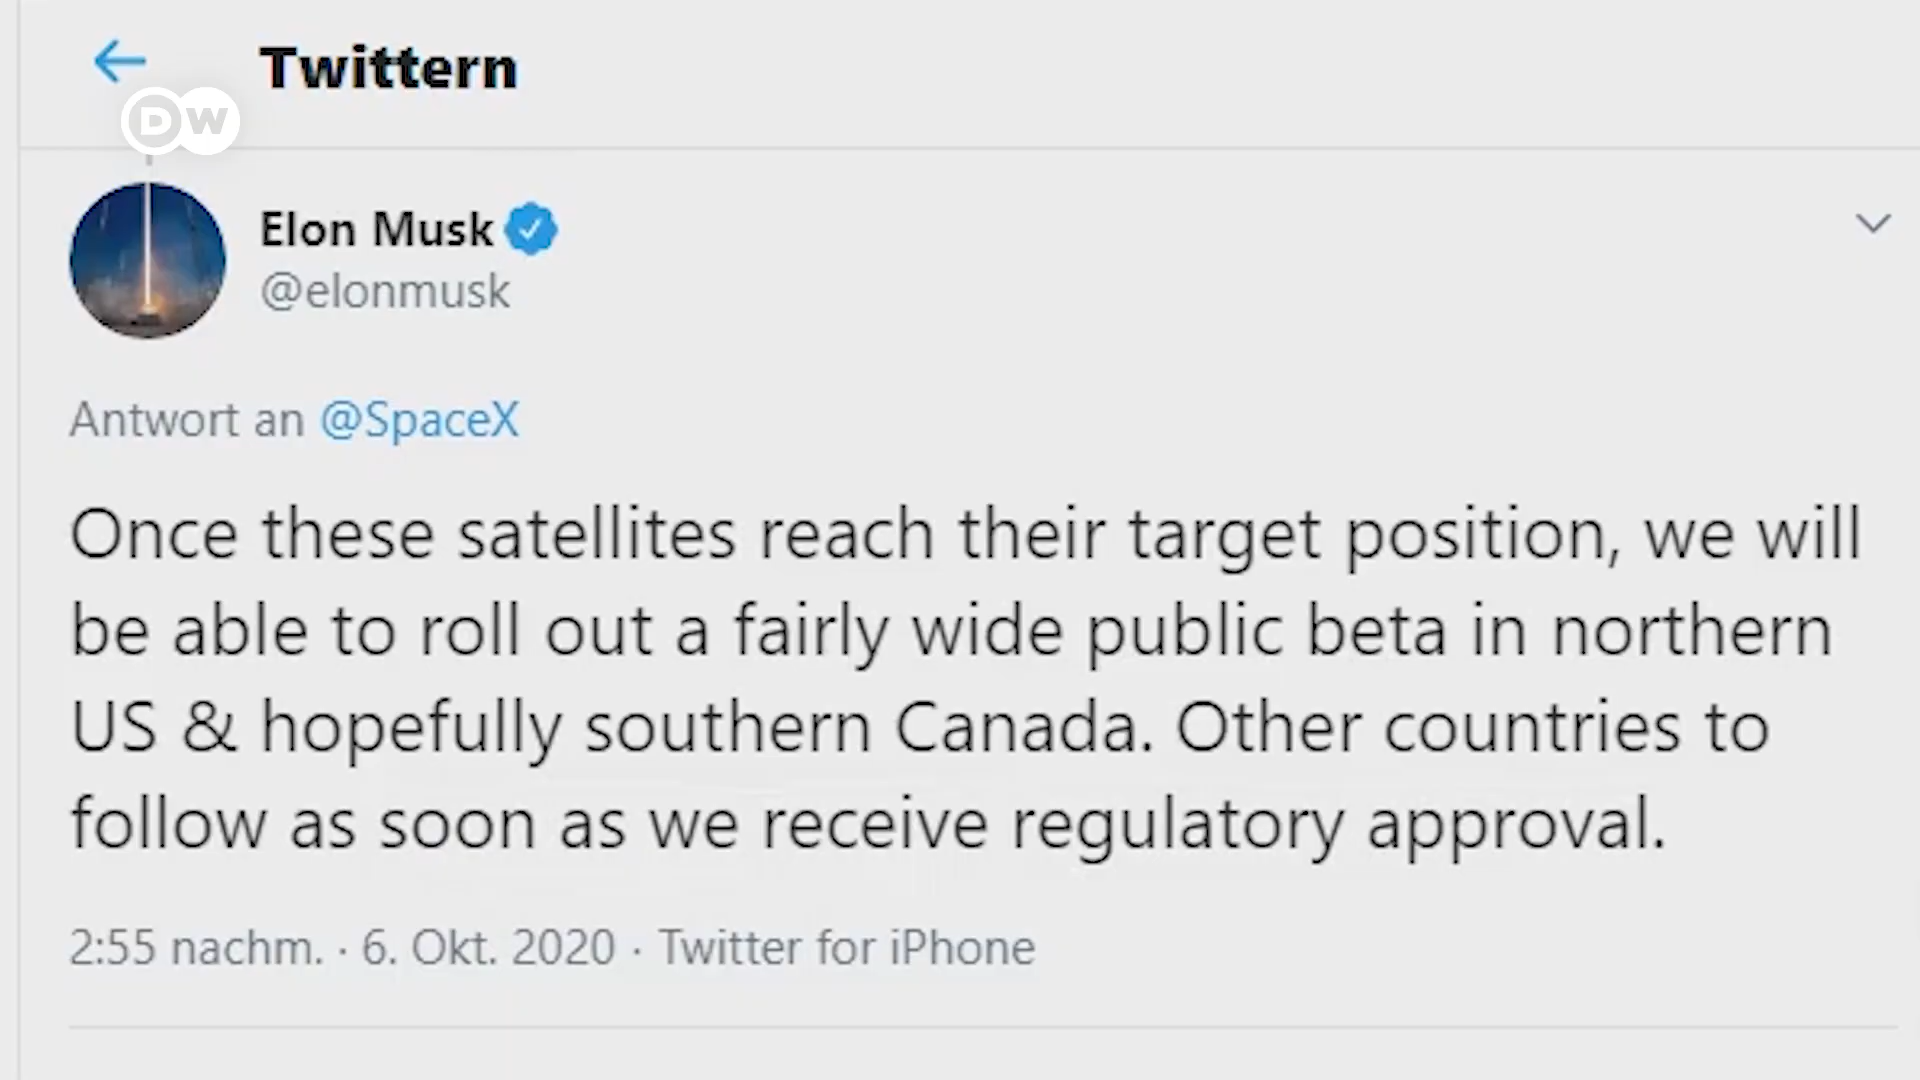 Twittern
DW
Elon Musk
@elonmusk
Antwort an @SpaceX
Once these satellites reach their target position, we will
be able to roll out a fairly wide public beta in northern
US & hopefully southern Canada. Other countries to
follow as soon as we receive regulatory approval.
2:55 nachm. · 6. Okt. 2020 · Twitter for iPhone